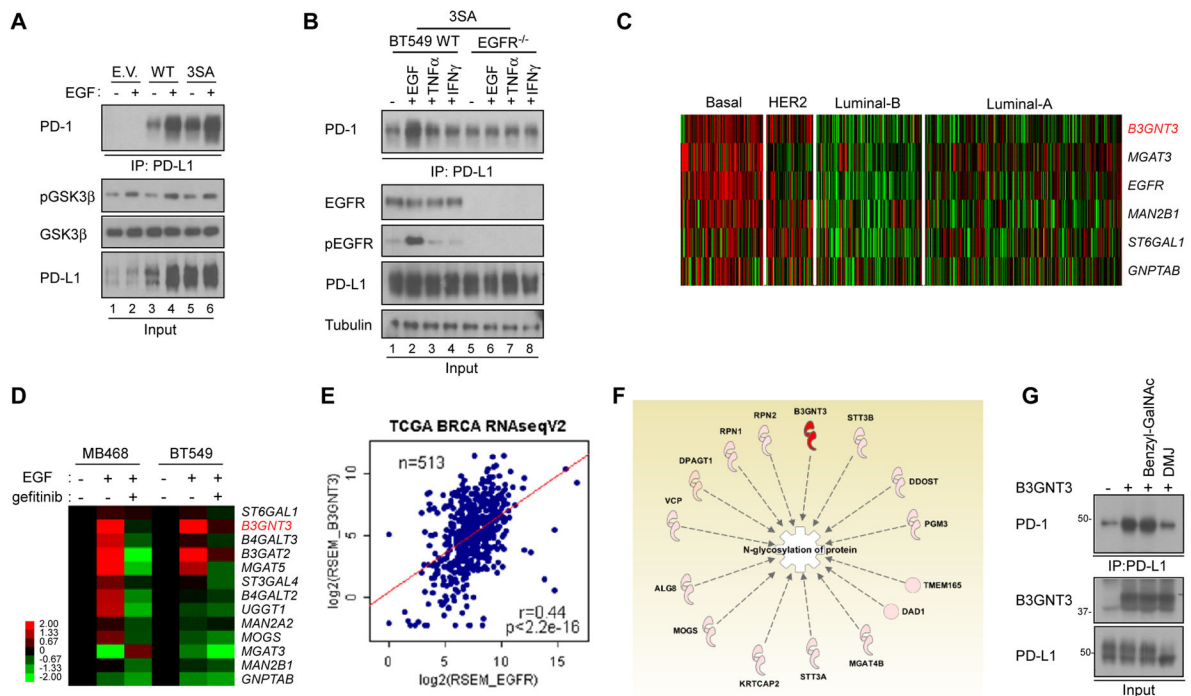 A
E.V. WT 3SA
EGF: - + - + - +
PD-1
IP: PD-L1
pGSK3β
GSK3β
PD-L1
1 2 3 4 5 6
Input
B
3SA
BT549 WT EGFR-/-
- EGF TNFα IFNγ - EGF TNFα IFNγ
+ + + + + +
PD-1
IP: PD-L1
EGFR
pEGFR
PD-L1
Tubulin
1 2 3 4 5 6 7 8
Input
C
Basal HER2 Luminal-B Luminal-A
B3GNT3
MGAT3
EGFR
MAN2B1
ST6GAL1
GNPTAB
D
MB468 BT549
EGF - + + - + +
gefitinib - - + - - +
ST6GAL1
B3GNT3
B4GALT3
B3GAT2
MGAT5
ST3GAL4
B4GALT2
UGGT1
MAN2A2
MOGS
MGAT3
MAN2B1
GNPTAB
2.00
1.33
0.67
-0.67
-1.33
-2.00
E
TCGA BRCA RNAseqV2
n=513
log2(RSEM_B3GNT3)
10
5
0
r=0.44
p<2.2e-16
0 5 10 15
log2(RSEM_EGFR)
F
B3GNT3
RPN2
STT3B
RPN1
DPAGT1
DDOST
VCP
PGM3
N-glycosylation of protein
TMEM165
ALG8
DAD1
MOGS
MGAT4B
KRTCAP2
STT3A
G
Benzyl-GalNAc
DMJ
B3GNT3 - + + +
PD-1 50-
IP:PD-L1
B3GNT3
37-
PD-L1 50-
Input